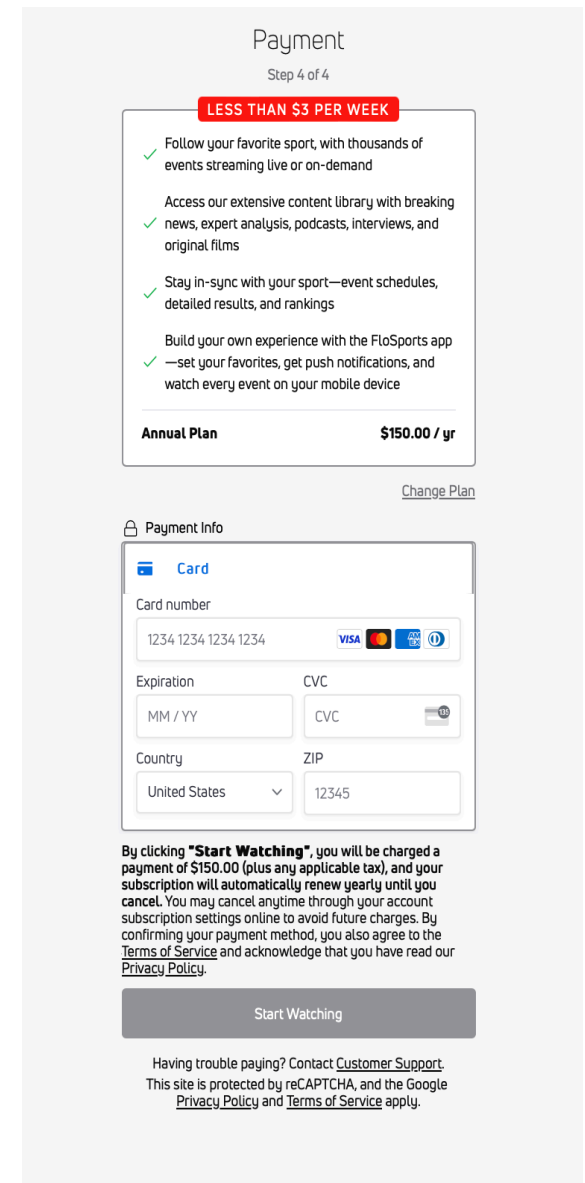 Payment
Step 4 of 4
LESS THAN $3 PER WEEK
Follow your favorite sport, with thousands of
events streaming live or on-demand
Access our extensive content library with breaking
news, expert analysis, podcasts, interviews, and
original films
Stay in-sync with your sport—event schedules,
detailed results, and rankings
Build your own experience with the FloSports app
—set your favorites, get push notifications, and
watch every event on your mobile device
Annual Plan $150.00 / yr
Change Plan
Payment Info
Card
Card number
1234 1234 1234 1234 VISA AM EX
Expiration CVC
MM / YY CVC 135
Country ZIP
United States 12345
By clicking "Start Watching", you will be charged a
payment of $150.00 (plus any applicable tax), and your
subscription will automatically renew yearly until you
cancel. You may cancel anytime through your account
subscription settings online to avoid future charges. By
confirming your payment method, you also agree to the
Terms of Service and acknowledge that you have read our
Privacy Policy.
Start Watching
Having trouble paying? Contact Customer Support.
This site is protected by reCAPTCHA, and the Google
Privacy Policy and Terms of Service apply.